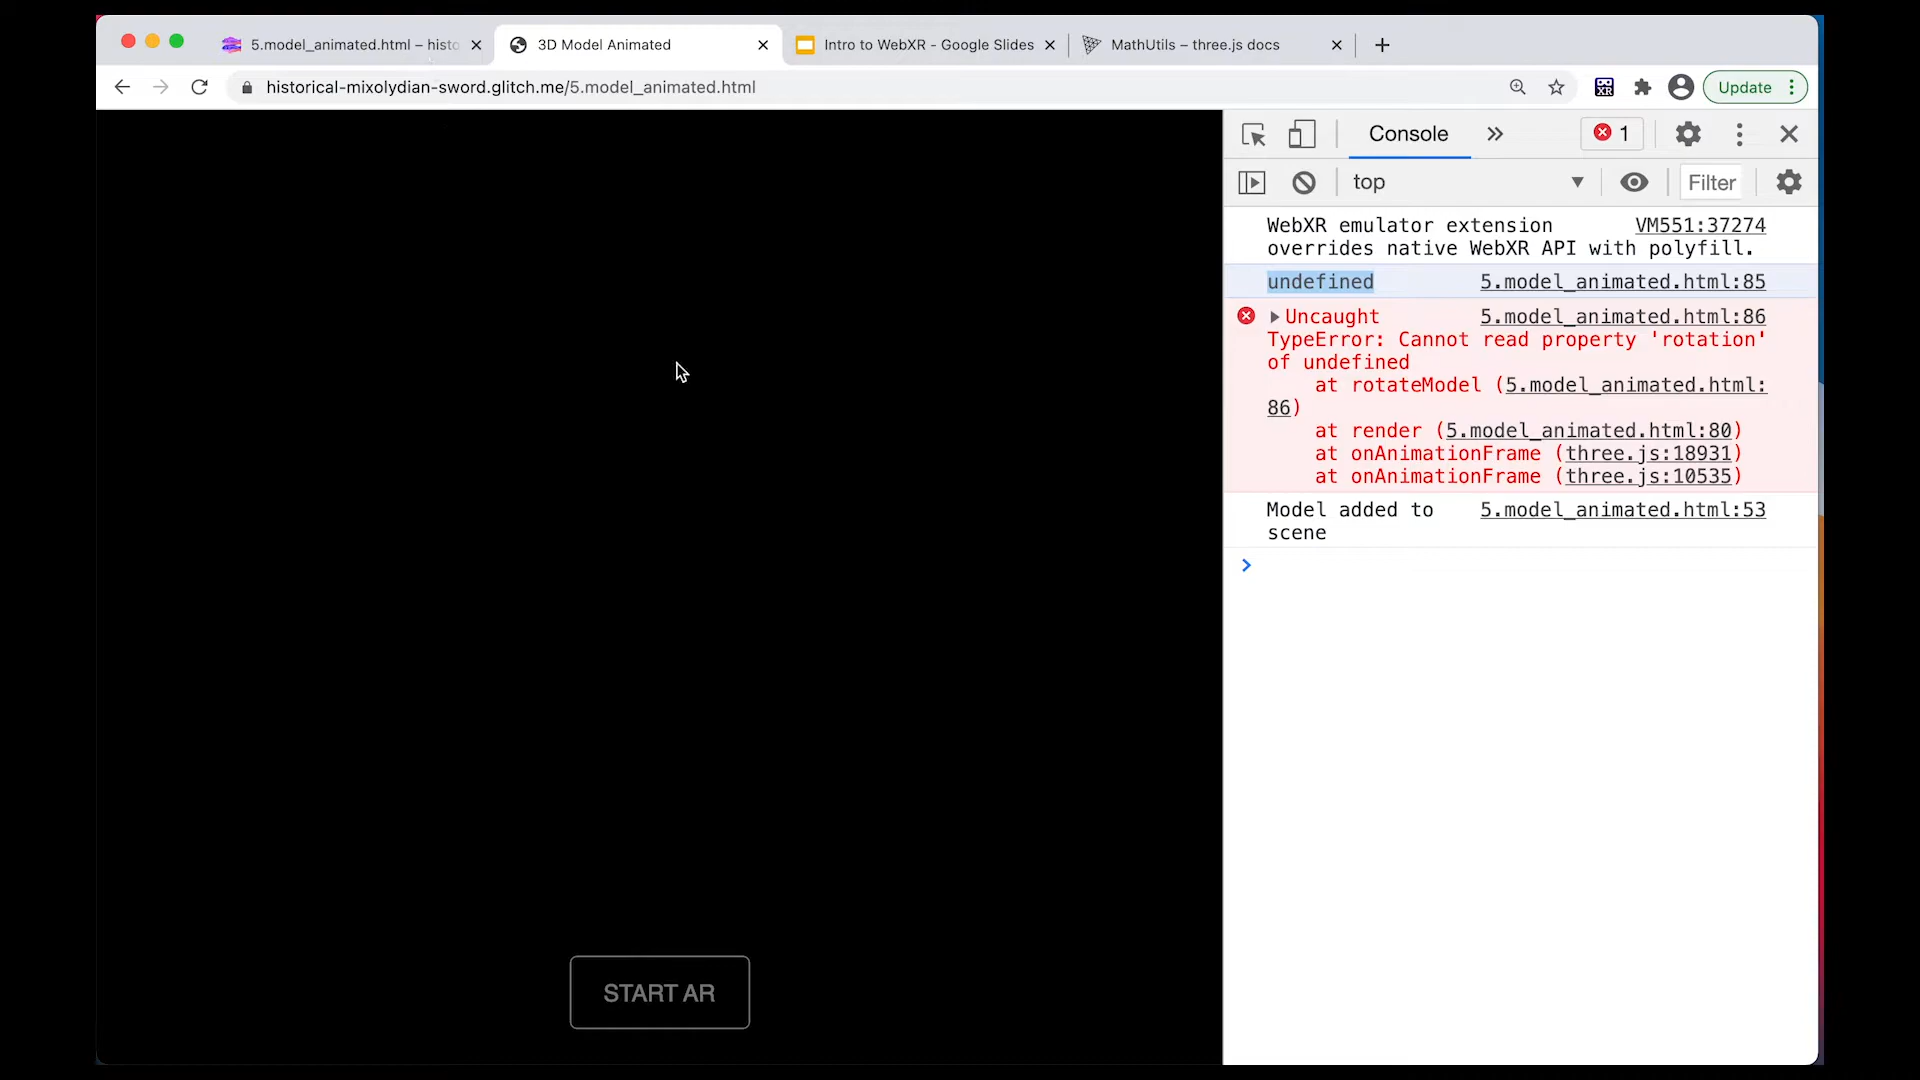 5.model_animated.html – histo
3D Model Animated
Intro to WebXR - Google Slides
MathUtils – three.js docs
historical-mixolydian-sword.glitch.me/5.model_animated.html
XR
Update
Console
1
top
Filter
WebXR emulator extension VM551:37274
overrides native WebXR API with polyfill.
undefined 5.model_animated.html:85
Uncaught 5.model_animated.html:86
TypeError: Cannot read property 'rotation'
of undefined
at rotateModel (5.model_animated.html:
86)
at render (5.model_animated.html:80)
at onAnimationFrame (three.js:18931)
at onAnimationFrame (three.js:10535)
Model added to 5.model_animated.html:53
scene
START AR